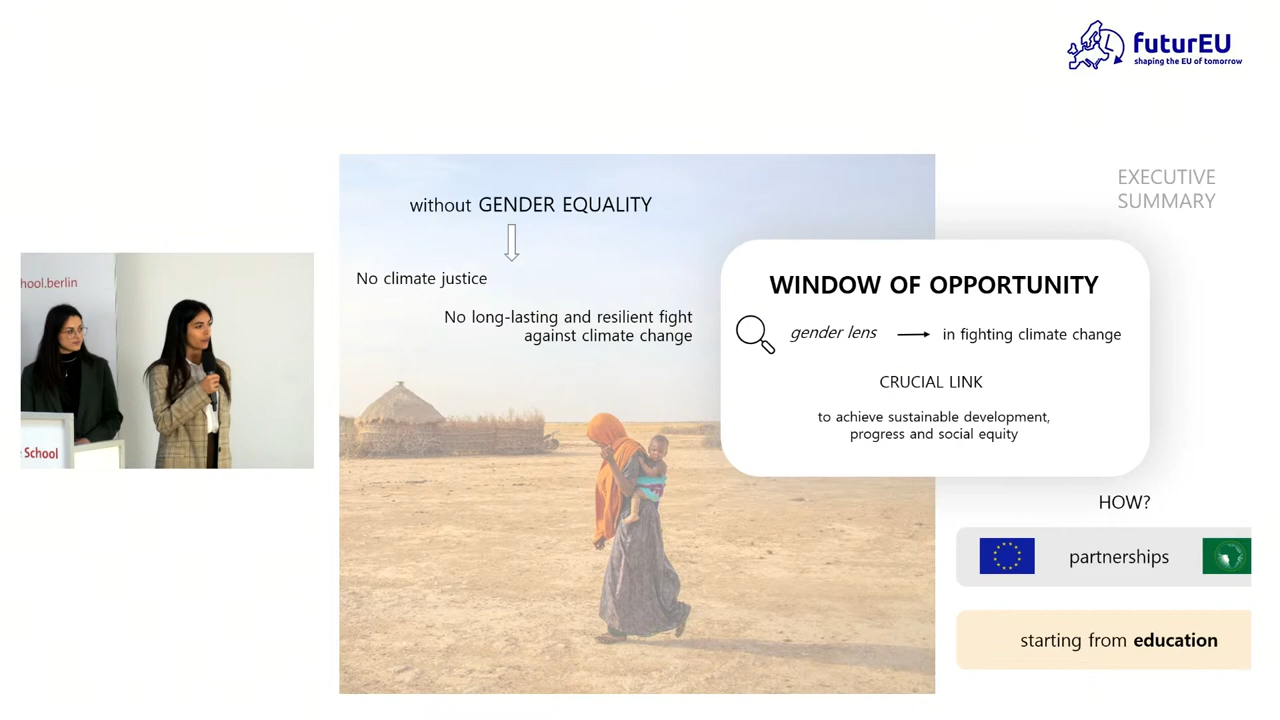 futurEU
shaping the EU of tomorrow
EXECUTIVE
SUMMARY
without GENDER EQUALITY
No climate justice
No long-lasting and resilient fight
against climate change
WINDOW OF OPPORTUNITY
gender lens
in fighting climate change
CRUCIAL LINK
to achieve sustainable development,
progress and social equity
HOW?
partnerships
starting from education
hool.berlin
School